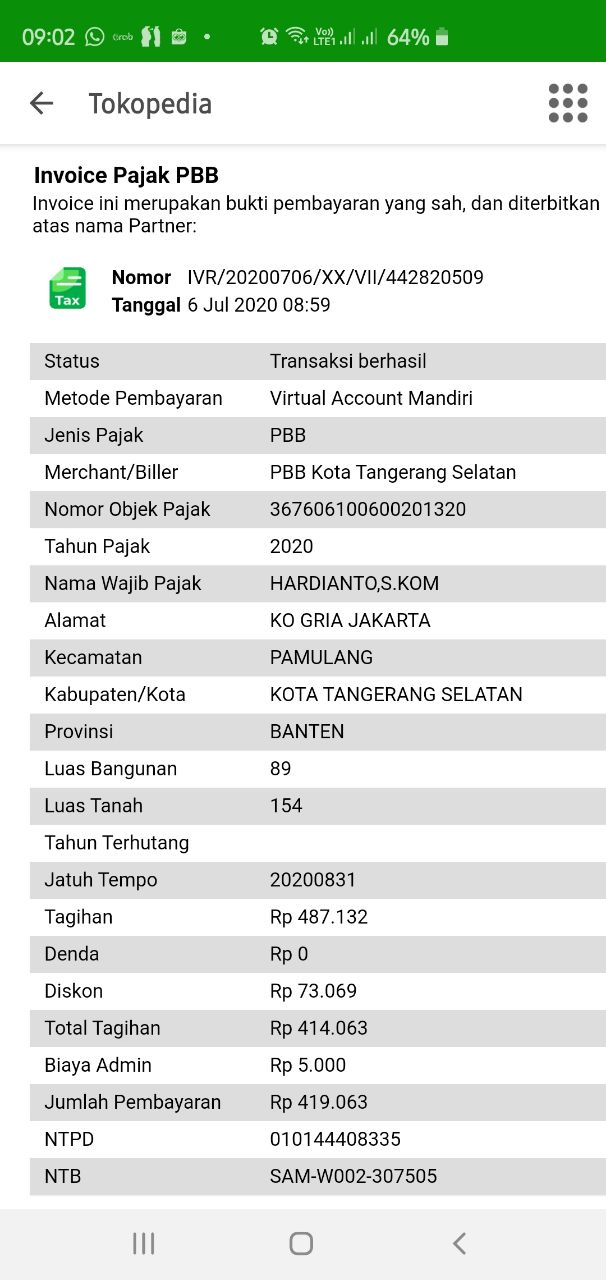 09:02 Grab Vo)) LTE1 64%
Tokopedia
Invoice Pajak PBB
Invoice ini merupakan bukti pembayaran yang sah, dan diterbitkan
atas nama Partner:
Tax
Nomor IVR/20200706/XX/VII/442820509
Tanggal 6 Jul 2020 08:59
Status Transaksi berhasil
Metode Pembayaran Virtual Account Mandiri
Jenis Pajak PBB
Merchant/Biller PBB Kota Tangerang Selatan
Nomor Objek Pajak 367606100600201320
Tahun Pajak 2020
Nama Wajib Pajak HARDIANTO,S.KOM
Alamat KO GRIA JAKARTA
Kecamatan PAMULANG
Kabupaten/Kota KOTA TANGERANG SELATAN
Provinsi BANTEN
Luas Bangunan 89
Luas Tanah 154
Tahun Terhutang
Jatuh Tempo 20200831
Tagihan Rp 487.132
Denda Rp 0
Diskon Rp 73.069
Total Tagihan Rp 414.063
Biaya Admin Rp 5.000
Jumlah Pembayaran Rp 419.063
NTPD 010144408335
NTB SAM-W002-307505